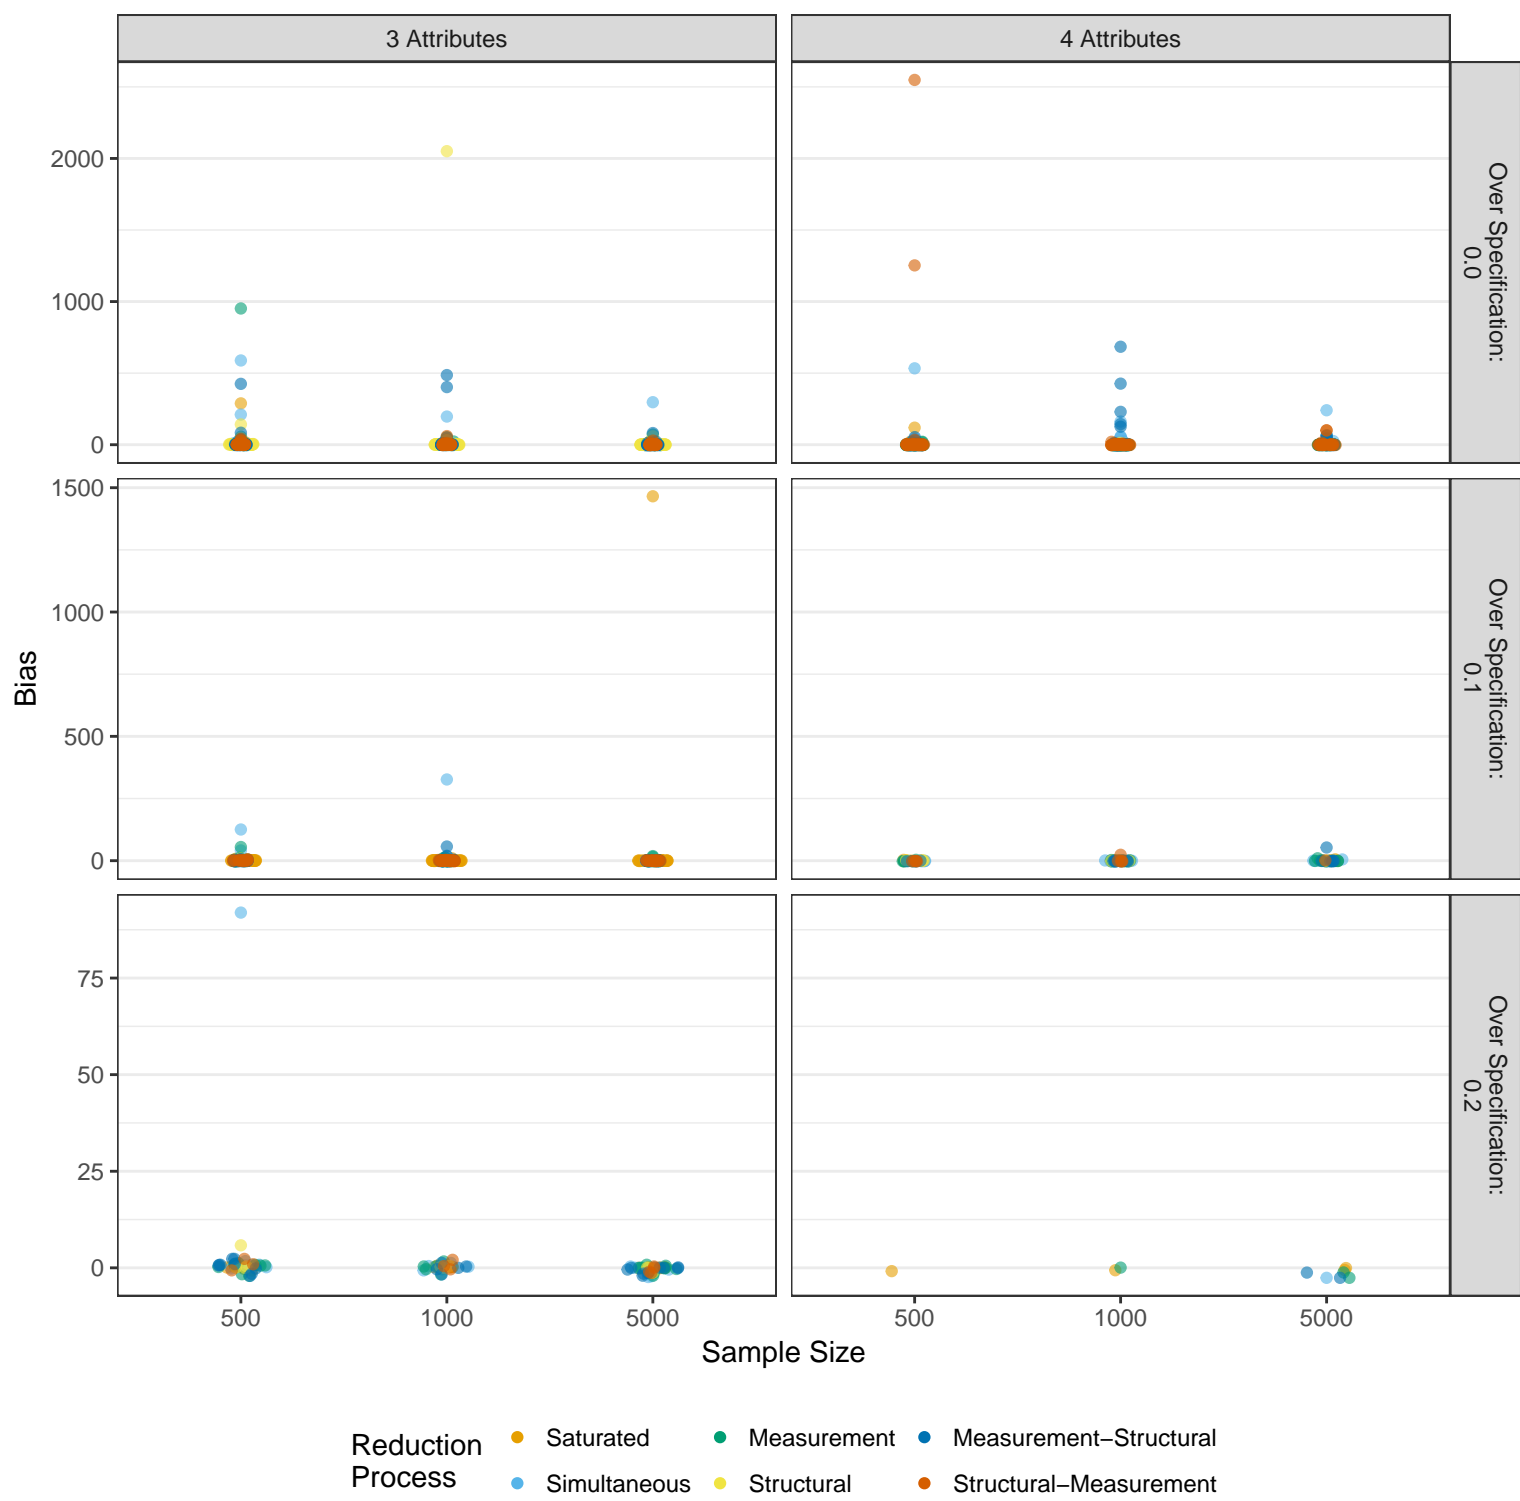 3 Attributes
4 Attributes
2000
1000
0
Over Specification:
0.0
1500
1000
500
0
Over Specification:
0.1
75
50
25
0
Over Specification:
0.2
Bias
500
1000
5000
500
1000
5000
Sample Size
Reduction
Process
Saturated
Measurement
Measurement−Structural
Simultaneous
Structural
Structural−Measurement